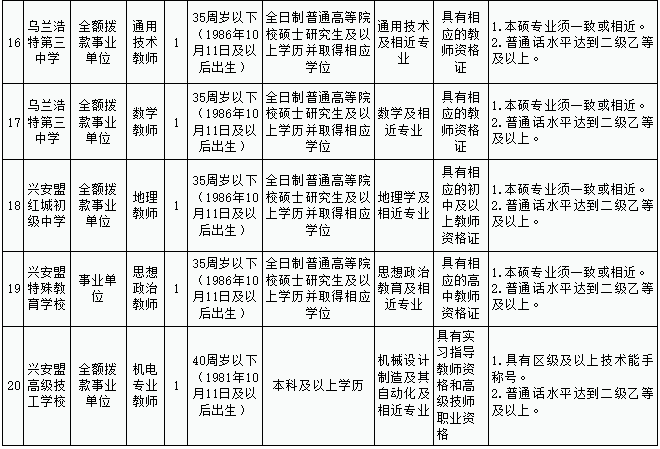 16
乌兰浩
特第三
中学
全额拨
款事业
单位
通用
技术
教师
1
35周岁以下
（1986年10
月11日及以
后出生）
全日制普通高等院
校硕士研究生及以
上学历并取得相应
学位
通用技术
及相近专
业
具有相
应的教
师资格
证
1.本硕专业须一致或相近。
2.普通话水平达到二级乙等
及以上。
17
乌兰浩
特第三
中学
全额拨
款事业
单位
数学
教师
1
35周岁以下
（1986年10
月11日及以
后出生）
全日制普通高等院
校硕士研究生及以
上学历并取得相应
学位
数学及相
近专业
具有相
应的教
师资格
证
1.本硕专业须一致或相近。
2.普通话水平达到二级乙等
及以上。
18
兴安盟
红城初
级中学
全额拨
款事业
单位
地理
教师
1
35周岁以下
（1986年10
月11日及以
后出生）
全日制普通高等院
校硕士研究生及以
上学历并取得相应
学位
地理学及
相近专业
具有相
应的初
中及以
上教师
资格证
1.本硕专业须一致或相近。
2.普通话水平达到二级乙等
及以上。
19
兴安盟
特殊教
育学校
事业单
位
思想
政治
教师
1
35周岁以下
（1986年10
月11日及以
后出生）
全日制普通高等院
校硕士研究生及以
上学历并取得相应
学位
思想政治
教育及相
近专业
具有相
应的高
中教师
资格证
1.本硕专业须一致或相近。
2.普通话水平达到二级乙等
及以上。
20
兴安盟
高级技
工学校
全额拨
款事业
单位
机电
专业
教师
1
40周岁以下
（1981年10
月11日及以
后出生）
本科及以上学历
机械设计
制造及其
自动化及
相近专业
具有实
习指导
教师资
格和高
级技师
职业资
格
1.具有区级及以上技术能手
称号。
2.普通话水平达到二级乙等
及以上。